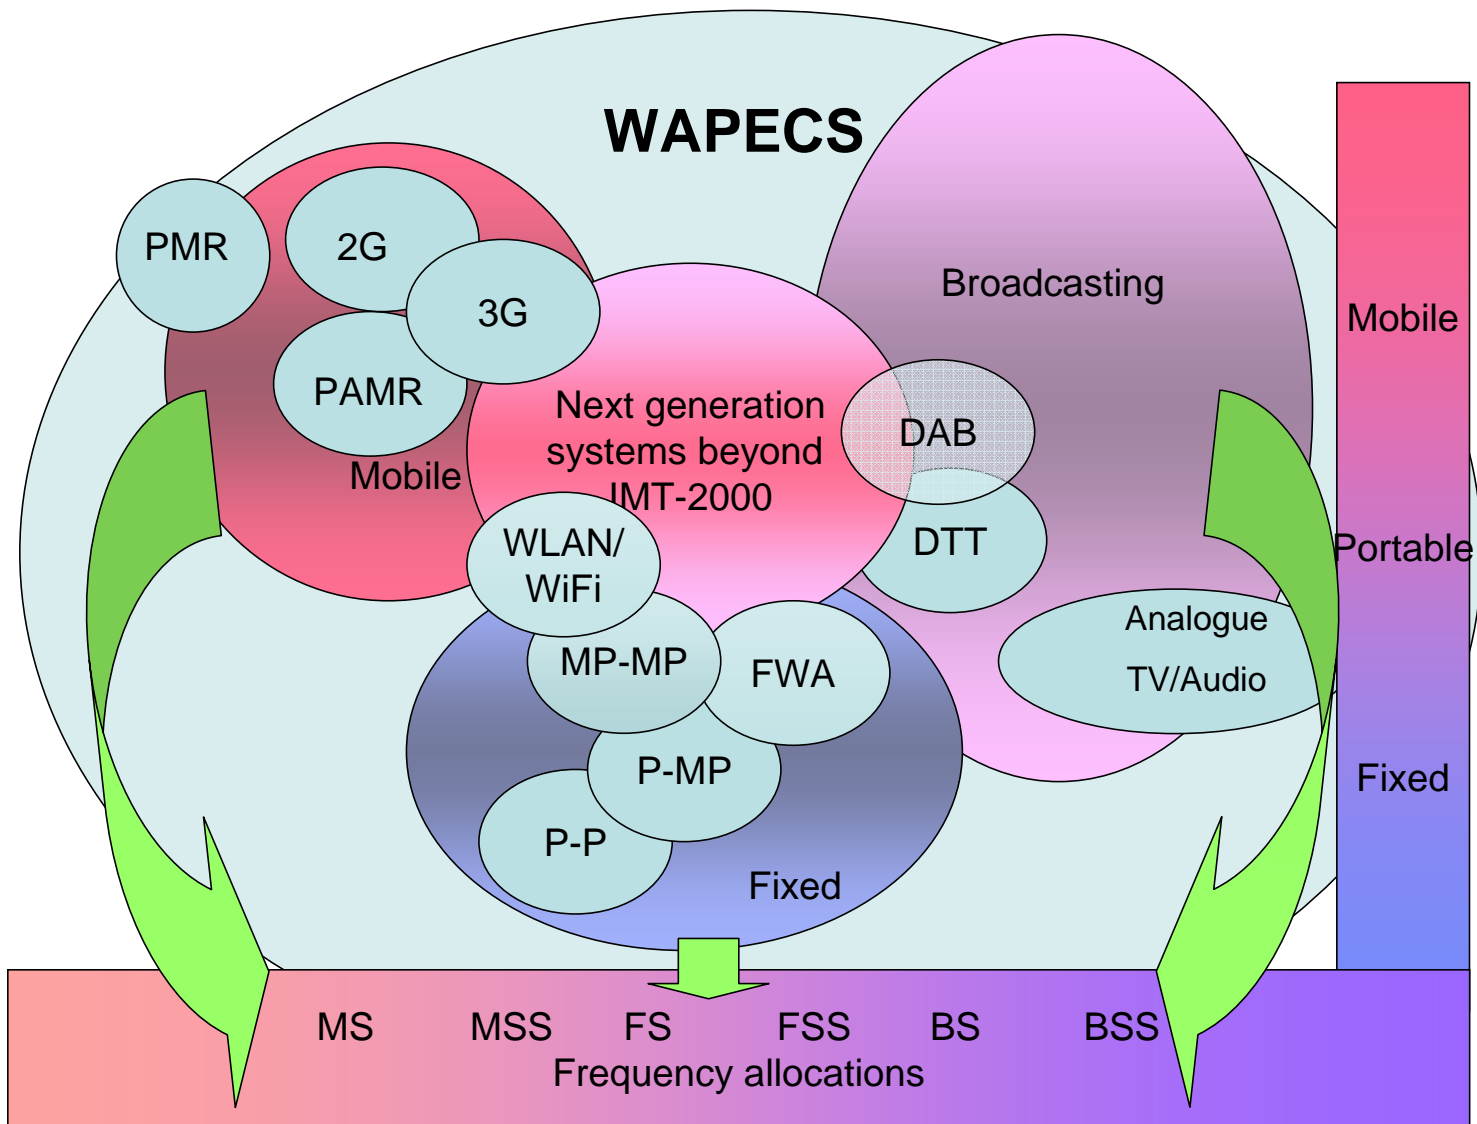 WAPECS
PMR
2G
3G
PAMR
Mobile
Broadcasting
Next generation
systems beyond
IMT-2000
DAB
DTT
WLAN/
WiFi
MP-MP
FWA
P-MP
P-P
Fixed
Analogue
TV/Audio
Mobile
Portable
Fixed
MS MSS FS FSS BS BSS
Frequency allocations